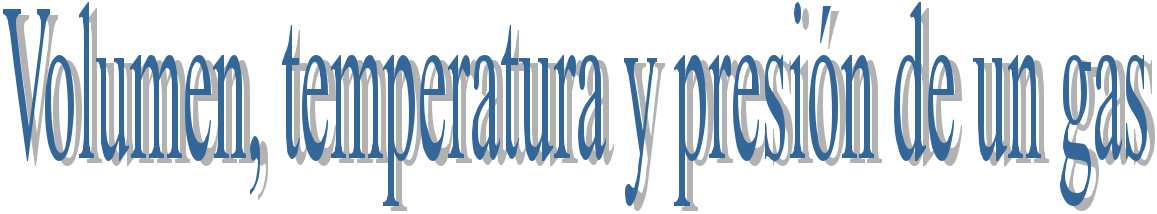 Volumen, temperatura y presión de un gas